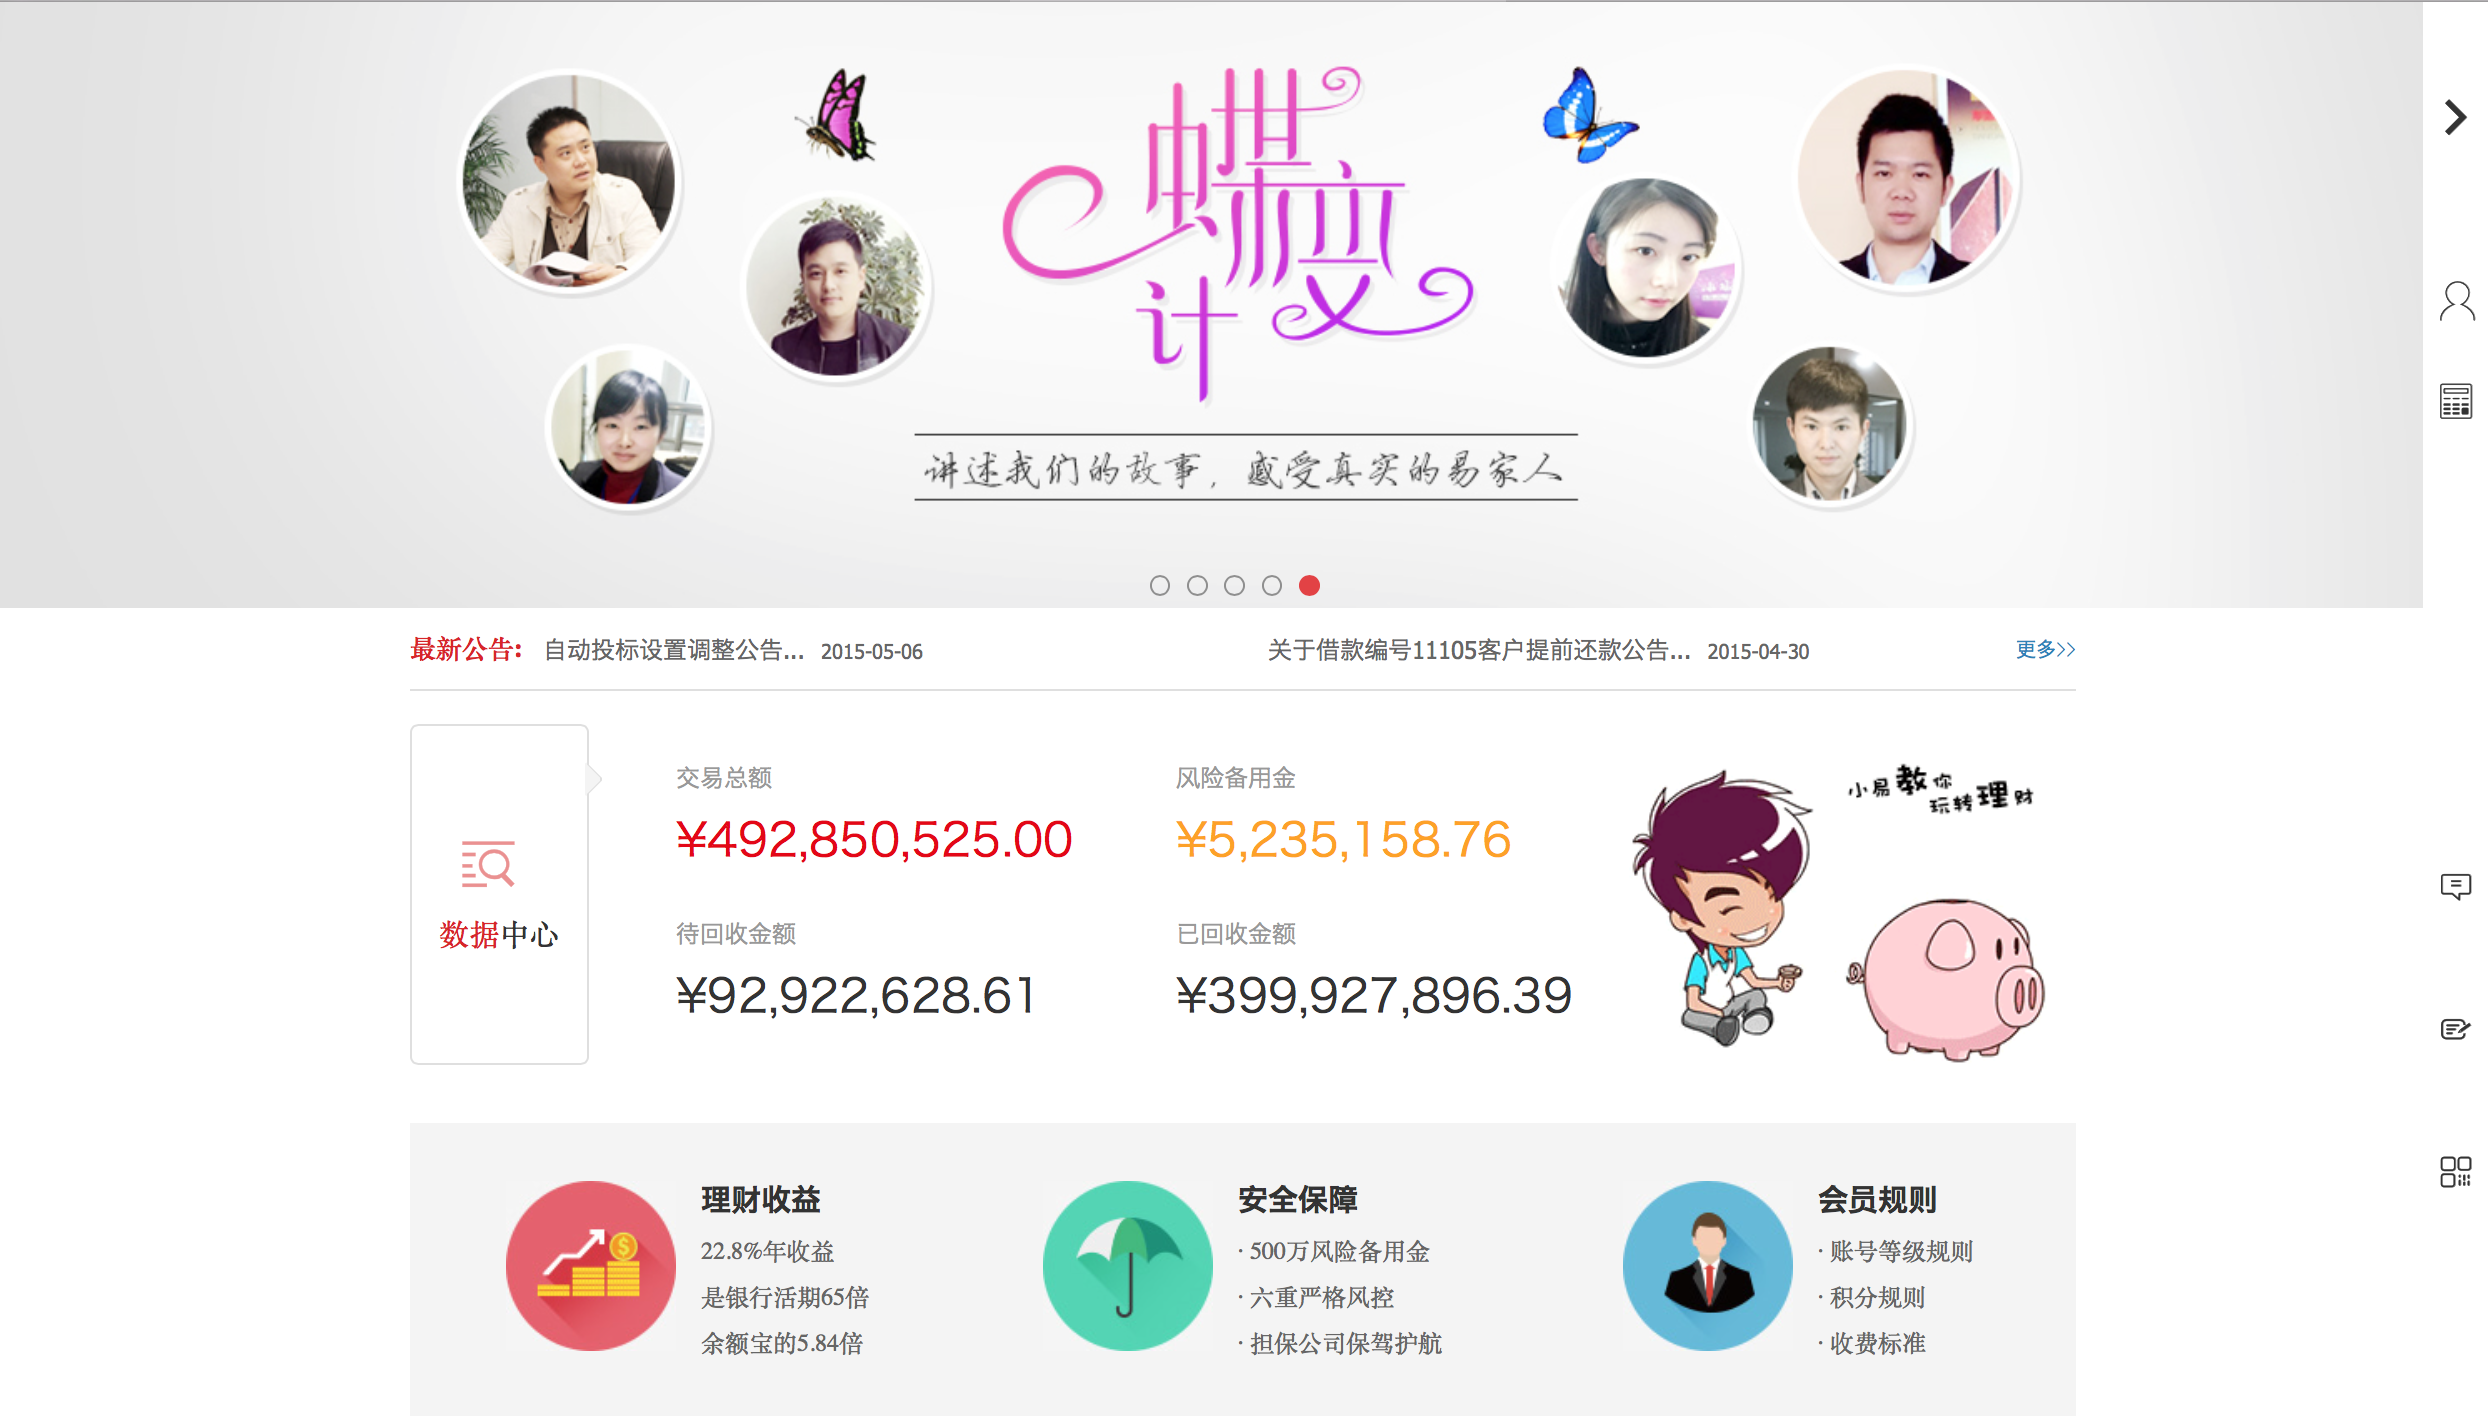 蝶变计
讲述我们的故事，感受真实的易家人
最新公告: 自动投标设置调整公告... 2015-05-06 关于借款编号11105客户提前还款公告... 2015-04-30 更多>>
数据中心
交易总额
¥492,850,525.00
风险备用金
¥5,235,158.76
待回收金额
¥92,922,628.61
已回收金额
¥399,927,896.39
小易教你
玩转理财
理财收益
22.8%年收益
是银行活期65倍
余额宝的5.84倍
安全保障
· 500万风险备用金
· 六重严格风控
· 担保公司保驾护航
会员规则
· 账号等级规则
· 积分规则
· 收费标准